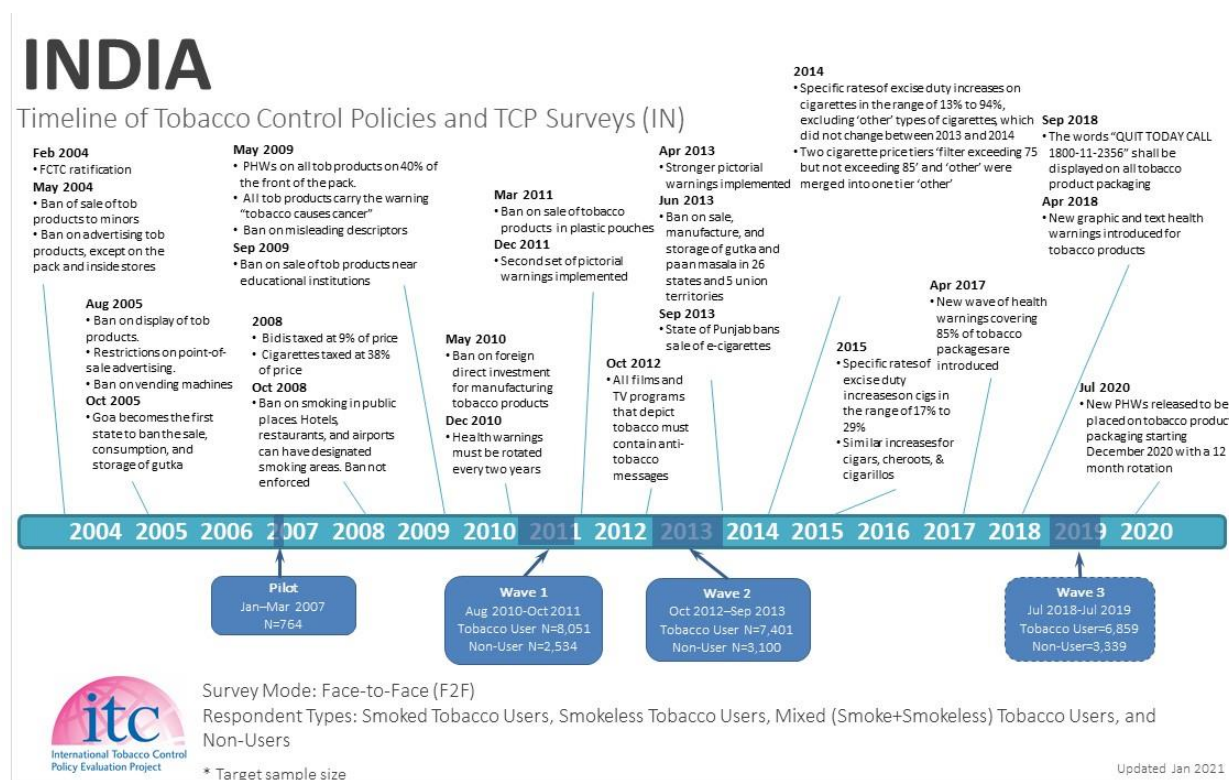 INDIA
Timeline of Tobacco Control Policies and TCP Surveys (IN)
Feb 2004
• FCTC ratification
May 2004
• Ban of sale of tob
products to minors
• Ban on advertising tob
products, except on the
pack and inside stores
Aug 2005
• Ban on display of tob
products.
• Restrictions on point-of-
sale advertising.
• Ban on vending machines
Oct 2005
• Goa becomes the first
state to ban the sale,
consumption, and
storage of gutka
2008
• Bidis taxed at 9% of price
• Cigarettes taxed at 38%
of price
Oct 2008
• Ban on smoking in public
places. Hotels,
restaurants, and airports
can have designated
smoking areas. Ban not
enforced
May 2009
• PHWs on all tob products on 40% of
the front of the pack.
• All tob products carry the warning
“tobacco causes cancer”
• Ban on misleading descriptors
Sep 2009
• Ban on sale of tob products near
educational institutions
May 2010
• Ban on foreign
direct investment
for manufacturing
tobacco products
Dec 2010
• Health warnings
must be rotated
every two years
Mar 2011
• Ban on sale of tobacco
products in plastic pouches
Dec 2011
• Second set of pictorial
warnings implemented
Oct 2012
• All films and
TV programs
that depict
tobacco must
contain anti-
tobacco
messages
Apr 2013
• Stronger pictorial
warnings implemented
Jun 2013
• Ban on sale,
manufacture, and
storage of gutka and
paan masala in 26
states and 5 union
territories
Sep 2013
• State of Punjab bans
sale of e-cigarettes
2014
• Specific rates of excise duty increases on
cigarettes in the range of 13% to 94%,
excluding ‘other’ types of cigarettes, which
did not change between 2013 and 2014
• Two cigarette price tiers ‘filter exceeding 75
but not exceeding 85’ and ‘other’ were
merged into one tier ‘other’
2015
• Specific rates of
excise duty
increases on cigs in
the range of 17% to
29%
• Similar increases for
cigars, cheroots, &
cigarillos
Apr 2017
• New wave of health
warnings covering
85% of tobacco
packages are
introduced
Sep 2018
• The words “QUIT TODAY CALL
1800-11-2356” shall be
displayed on all tobacco
product packaging
Apr 2018
• New graphic and text health
warnings introduced for
tobacco products
Jul 2020
• New PHWs released to be
placed on tobacco product
packaging starting
December 2020 with a 12
month rotation
2004 2005 2006 2007 2008 2009 2010 2011 2012 2013 2014 2015 2016 2017 2018 2019 2020
Pilot
Jan–Mar 2007
N=764
Wave 1
Aug 2010-Oct 2011
Tobacco User N=8,051
Non-User N=2,534
Wave 2
Oct 2012–Sep 2013
Tobacco User N=7,401
Non-User N=3,100
Wave 3
Jul 2018-Jul 2019
Tobacco User=6,859
Non-User=3,339
itc
International Tobacco Control
Policy Evaluation Project
Survey Mode: Face-to-Face (F2F)
Respondent Types: Smoked Tobacco Users, Smokeless Tobacco Users, Mixed (Smoke+Smokeless) Tobacco Users, and
Non-Users
* Target sample size
Updated Jan 2021